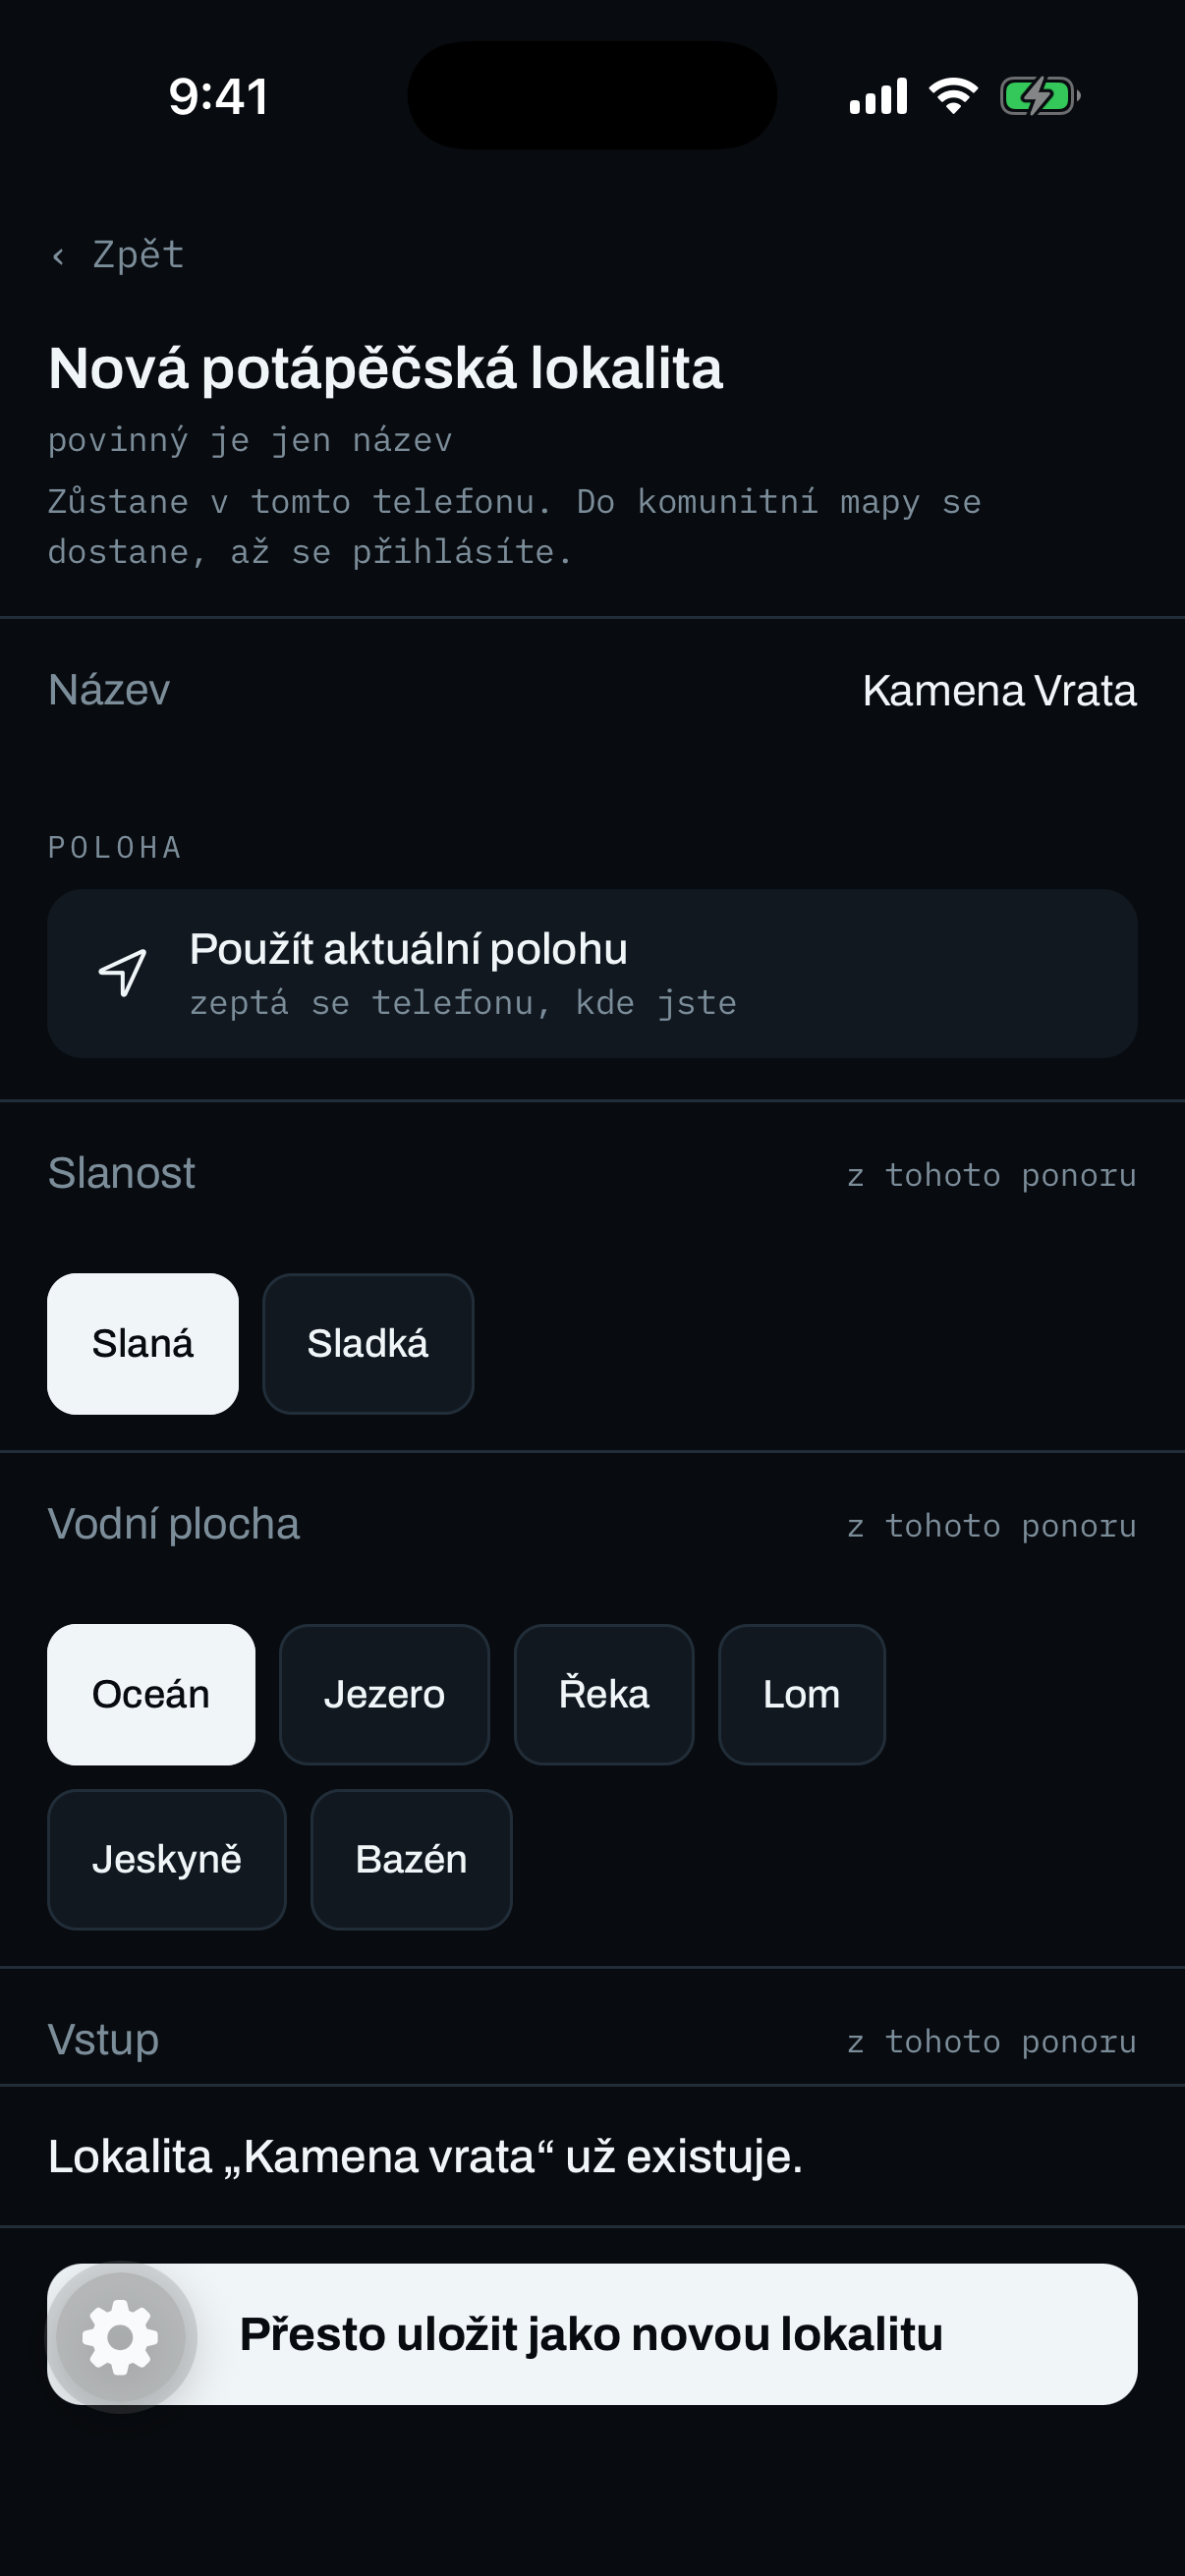 9:41
‹ Zpět
Nová potápěčská lokalita
povinný je jen název
Zůstane v tomto telefonu. Do komunitní mapy se
dostane, až se přihlásíte.
Název Kamena Vrata
POLOHA
Použít aktuální polohu
zeptá se telefonu, kde jste
Slanost z tohoto ponoru
Slaná Sladká
Vodní plocha z tohoto ponoru
Oceán Jezero Řeka Lom
Jeskyně Bazén
Vstup z tohoto ponoru
Lokalita „Kamena vrata“ už existuje.
Přesto uložit jako novou lokalitu